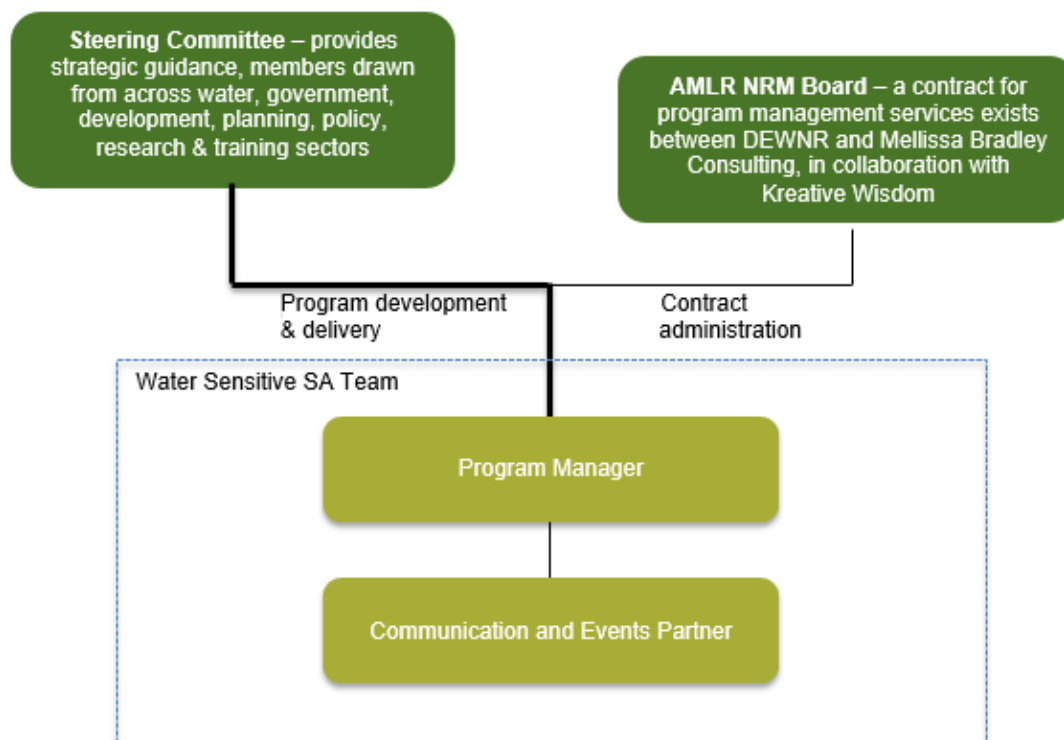 Steering Committee – provides
strategic guidance, members drawn
from across water, government,
development, planning, policy,
research & training sectors
AMLR NRM Board – a contract for
program management services exists
between DEWNR and Mellissa Bradley
Consulting, in collaboration with
Kreative Wisdom
Program development
& delivery
Contract
administration
Water Sensitive SA Team
Program Manager
Communication and Events Partner